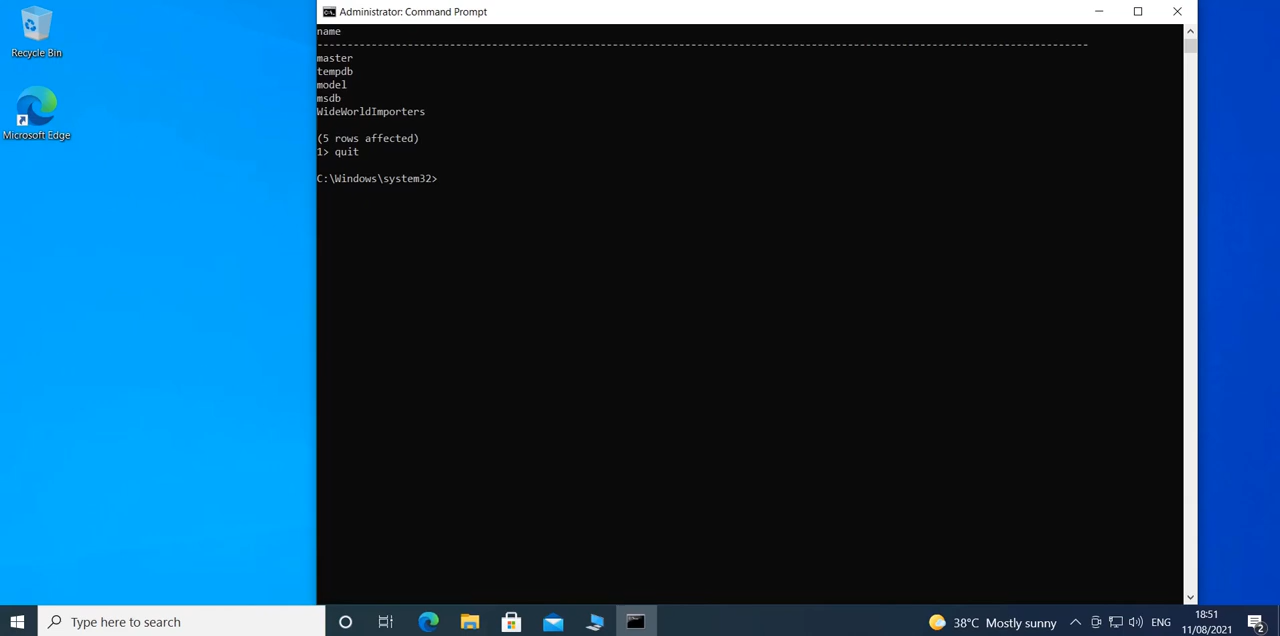 Recycle Bin
Microsoft Edge
Administrator: Command Prompt
name
--------------------------------------------------------------------------------------------------------------------------------
master
tempdb
model
msdb
WideWorldImporters
(5 rows affected)
1> quit
C:\Windows\system32>
Type here to search
38°C Mostly sunny
ENG
18:51
11/08/2021
2